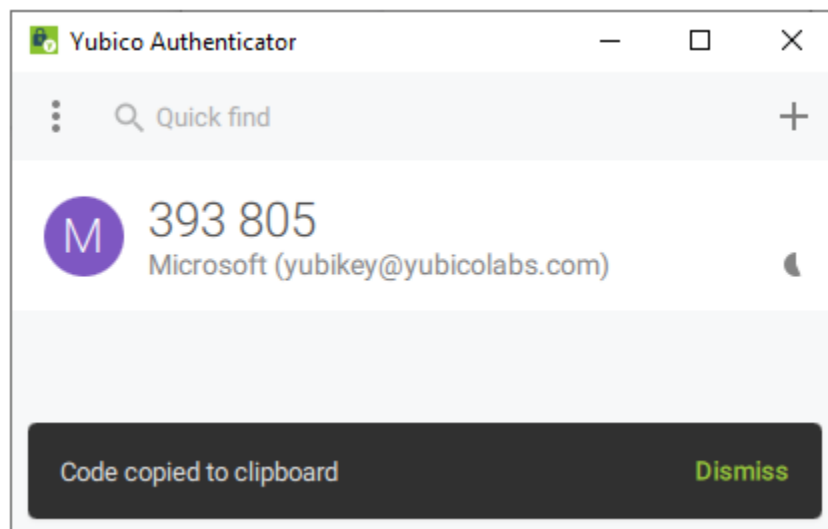 Yubico Authenticator
Quick find
M
393 805
Microsoft (yubikey@yubicolabs.com)
Code copied to clipboard
Dismiss